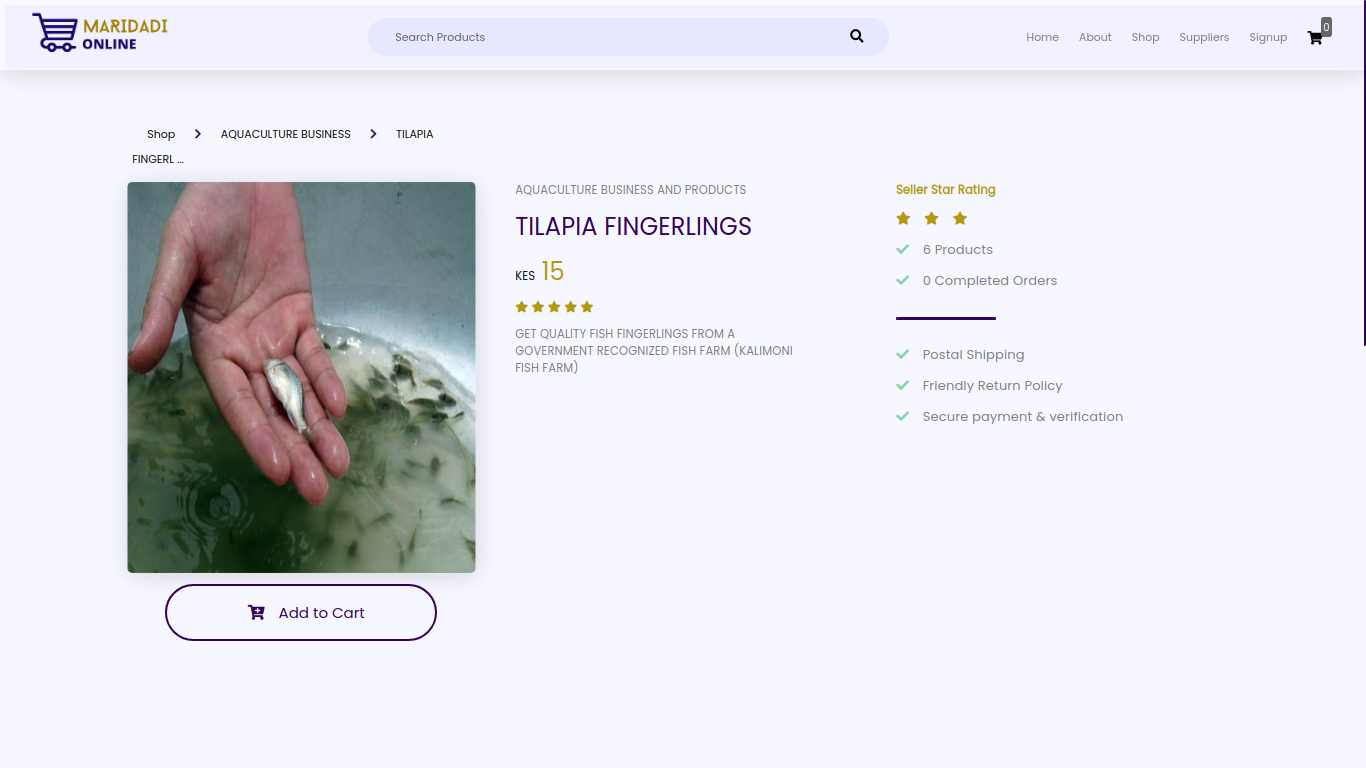 MARIDADI
ONLINE
Search Products
Home About Shop Suppliers Signup 0
Shop AQUACULTURE BUSINESS TILAPIA
FINGERL ...
AQUACULTURE BUSINESS AND PRODUCTS
TILAPIA FINGERLINGS
KES 15
GET QUALITY FISH FINGERLINGS FROM A
GOVERNMENT RECOGNIZED FISH FARM (KALIMONI
FISH FARM)
Seller Star Rating
6 Products
0 Completed Orders
Postal Shipping
Friendly Return Policy
Secure payment & verification
Add to Cart